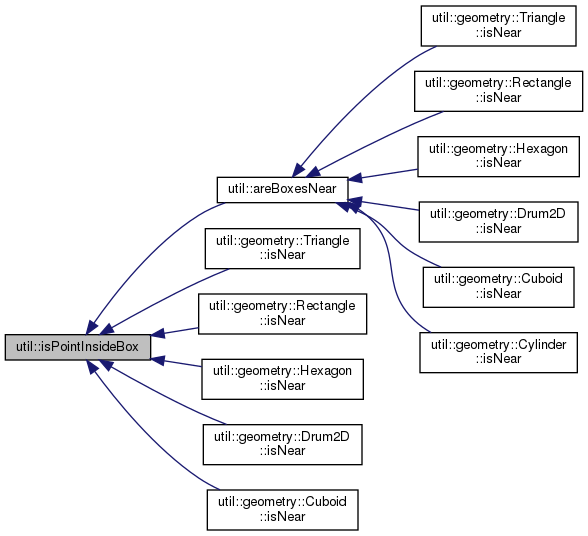 util::geometry::Triangle
::isNear
util::geometry::Rectangle
::isNear
util::geometry::Hexagon
::isNear
util::areBoxesNear
util::geometry::Drum2D
::isNear
util::geometry::Triangle
::isNear
util::geometry::Cuboid
::isNear
util::geometry::Rectangle
::isNear
util::isPointInsideBox
util::geometry::Cylinder
::isNear
util::geometry::Hexagon
::isNear
util::geometry::Drum2D
::isNear
util::geometry::Cuboid
::isNear